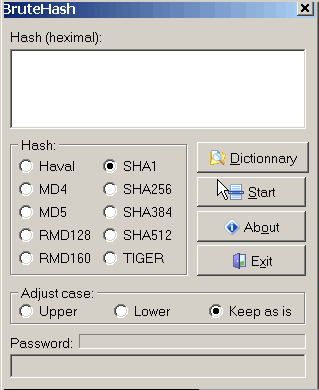 BruteHash
Hash (heximal):
Hash:
Haval
SHA1
MD4
SHA256
MD5
SHA384
RMD128
SHA512
RMD160
TIGER
Dictionnary
Start
About
Exit
Adjust case:
Upper
Lower
Keep as is
Password: